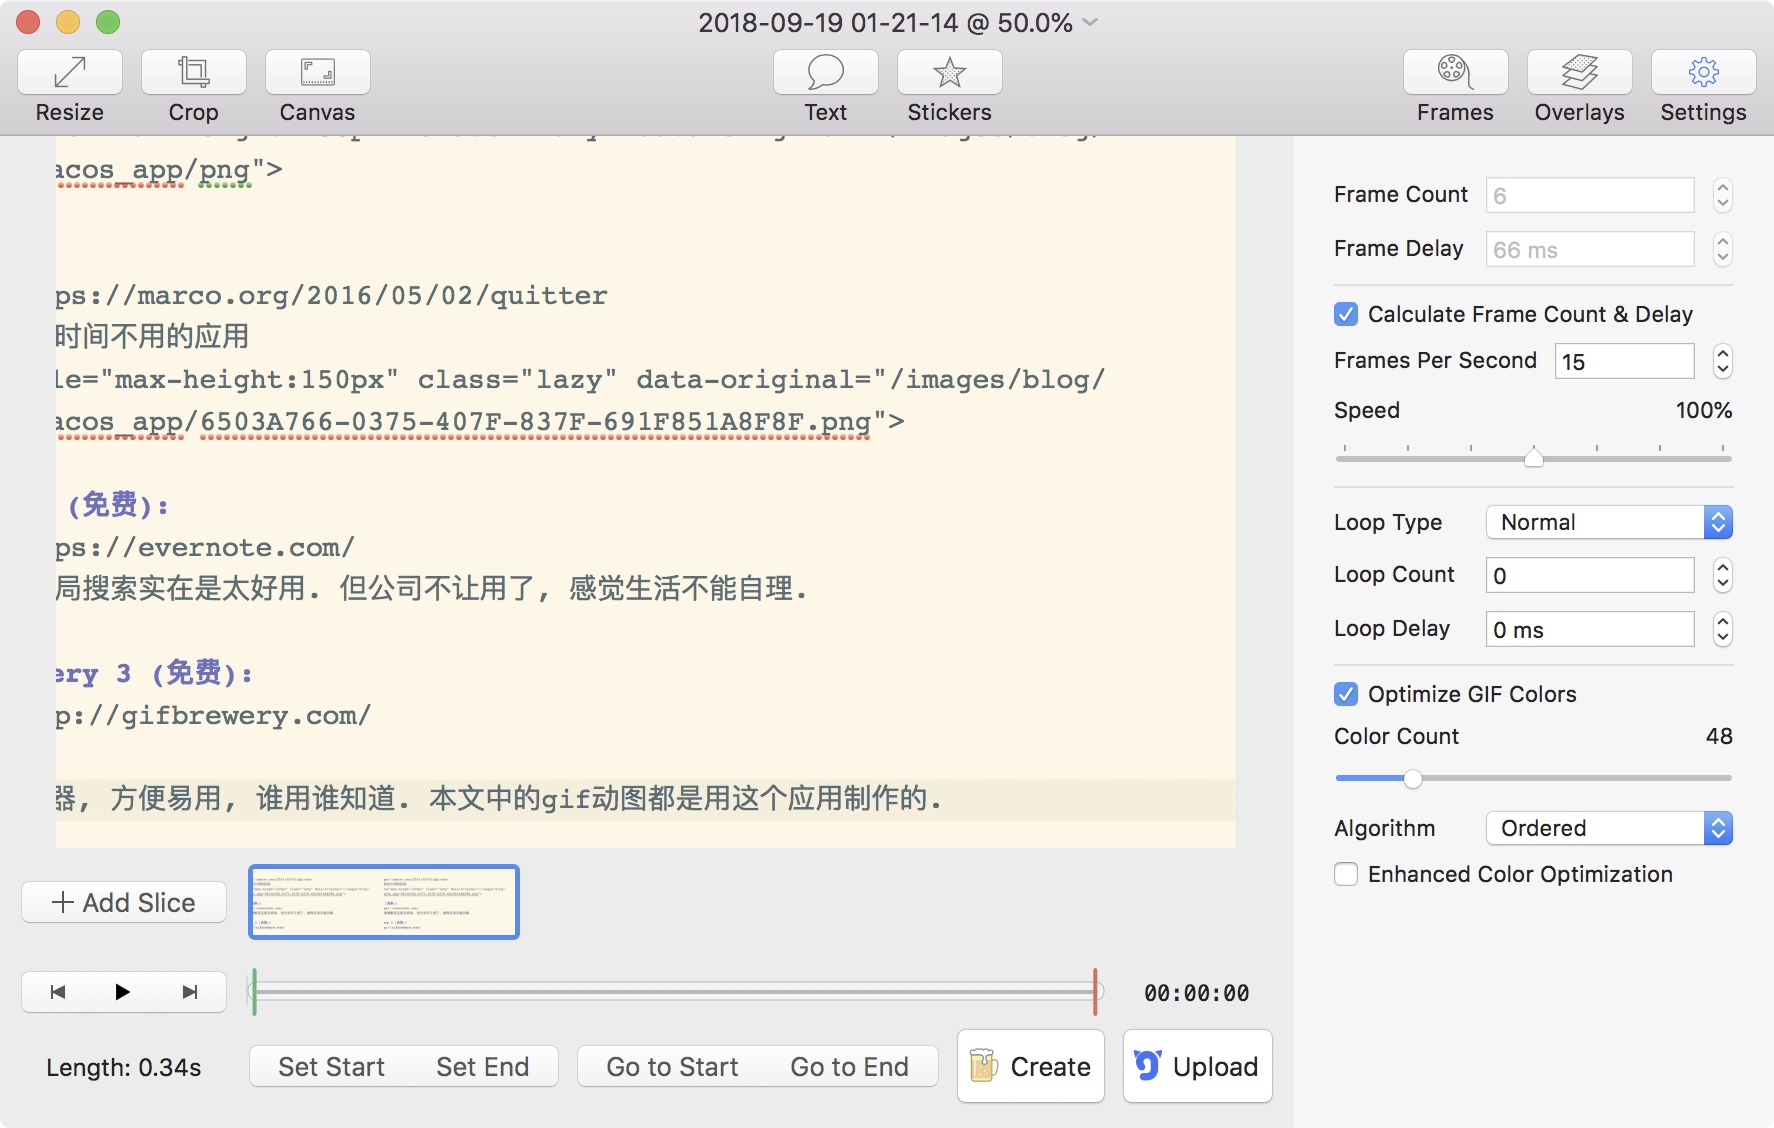 2018-09-19 01-21-14 @ 50.0%
Resize
Crop
Canvas
Text
Stickers
Frames
Overlays
Settings
acos_app/png">
ps://marco.org/2016/05/02/quitter
时间不用的应用
le="max-height:150px" class="lazy" data-original="/images/blog/
acos_app/6503A766-0375-407F-837F-691F851A8F8F.png">
(免费):
ps://evernote.com/
局搜索实在是太好用. 但公司不让用了, 感觉生活不能自理.
ery 3 (免费):
p://gifbrewery.com/
器, 方便易用, 谁用谁知道. 本文中的gif动图都是用这个应用制作的.
Frame Count 6
Frame Delay 66 ms
Calculate Frame Count & Delay
Frames Per Second 15
Speed 100%
Loop Type Normal
Loop Count 0
Loop Delay 0 ms
Optimize GIF Colors
Color Count 48
Algorithm Ordered
Enhanced Color Optimization
+ Add Slice
00:00:00
Length: 0.34s
Set Start
Set End
Go to Start
Go to End
Create
Upload